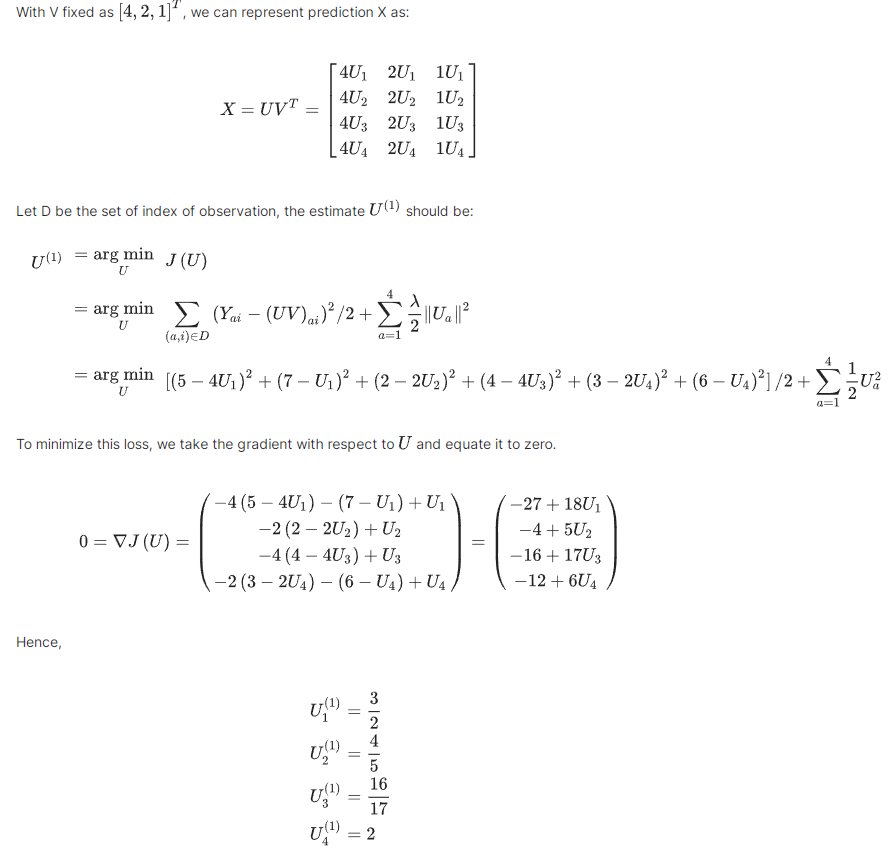 With V fixed as $[4, 2, 1]^T$, we can represent prediction X as:
$X = UV^T = \begin{bmatrix} 4U_1 & 2U_1 & 1U_1 \\ 4U_2 & 2U_2 & 1U_2 \\ 4U_3 & 2U_3 & 1U_3 \\ 4U_4 & 2U_4 & 1U_4 \end{bmatrix}$
Let D be the set of index of observation, the estimate $U^{(1)}$ should be:
$U^{(1)} = \underset{U}{\arg\min} \; J(U)$
$= \underset{U}{\arg\min} \; \sum_{(a,i) \in D} (Y_{ai} - (UV)_{ai})^2 / 2 + \sum_{a=1}^{4} \frac{\lambda}{2} \|U_a\|^2$
$= \underset{U}{\arg\min} \; [(5 - 4U_1)^2 + (7 - U_1)^2 + (2 - 2U_2)^2 + (4 - 4U_3)^2 + (3 - 2U_4)^2 + (6 - U_4)^2] / 2 + \sum_{a=1}^{4} \frac{1}{2} U_a^2$
To minimize this loss, we take the gradient with respect to $U$ and equate it to zero.
$0 = \nabla J(U) = \begin{pmatrix} -4(5 - 4U_1) - (7 - U_1) + U_1 \\ -2(2 - 2U_2) + U_2 \\ -4(4 - 4U_3) + U_3 \\ -2(3 - 2U_4) - (6 - U_4) + U_4 \end{pmatrix} = \begin{pmatrix} -27 + 18U_1 \\ -4 + 5U_2 \\ -16 + 17U_3 \\ -12 + 6U_4 \end{pmatrix}$
Hence,
$U_1^{(1)} = \frac{3}{2}$
$U_2^{(1)} = \frac{4}{5}$
$U_3^{(1)} = \frac{16}{17}$
$U_4^{(1)} = 2$